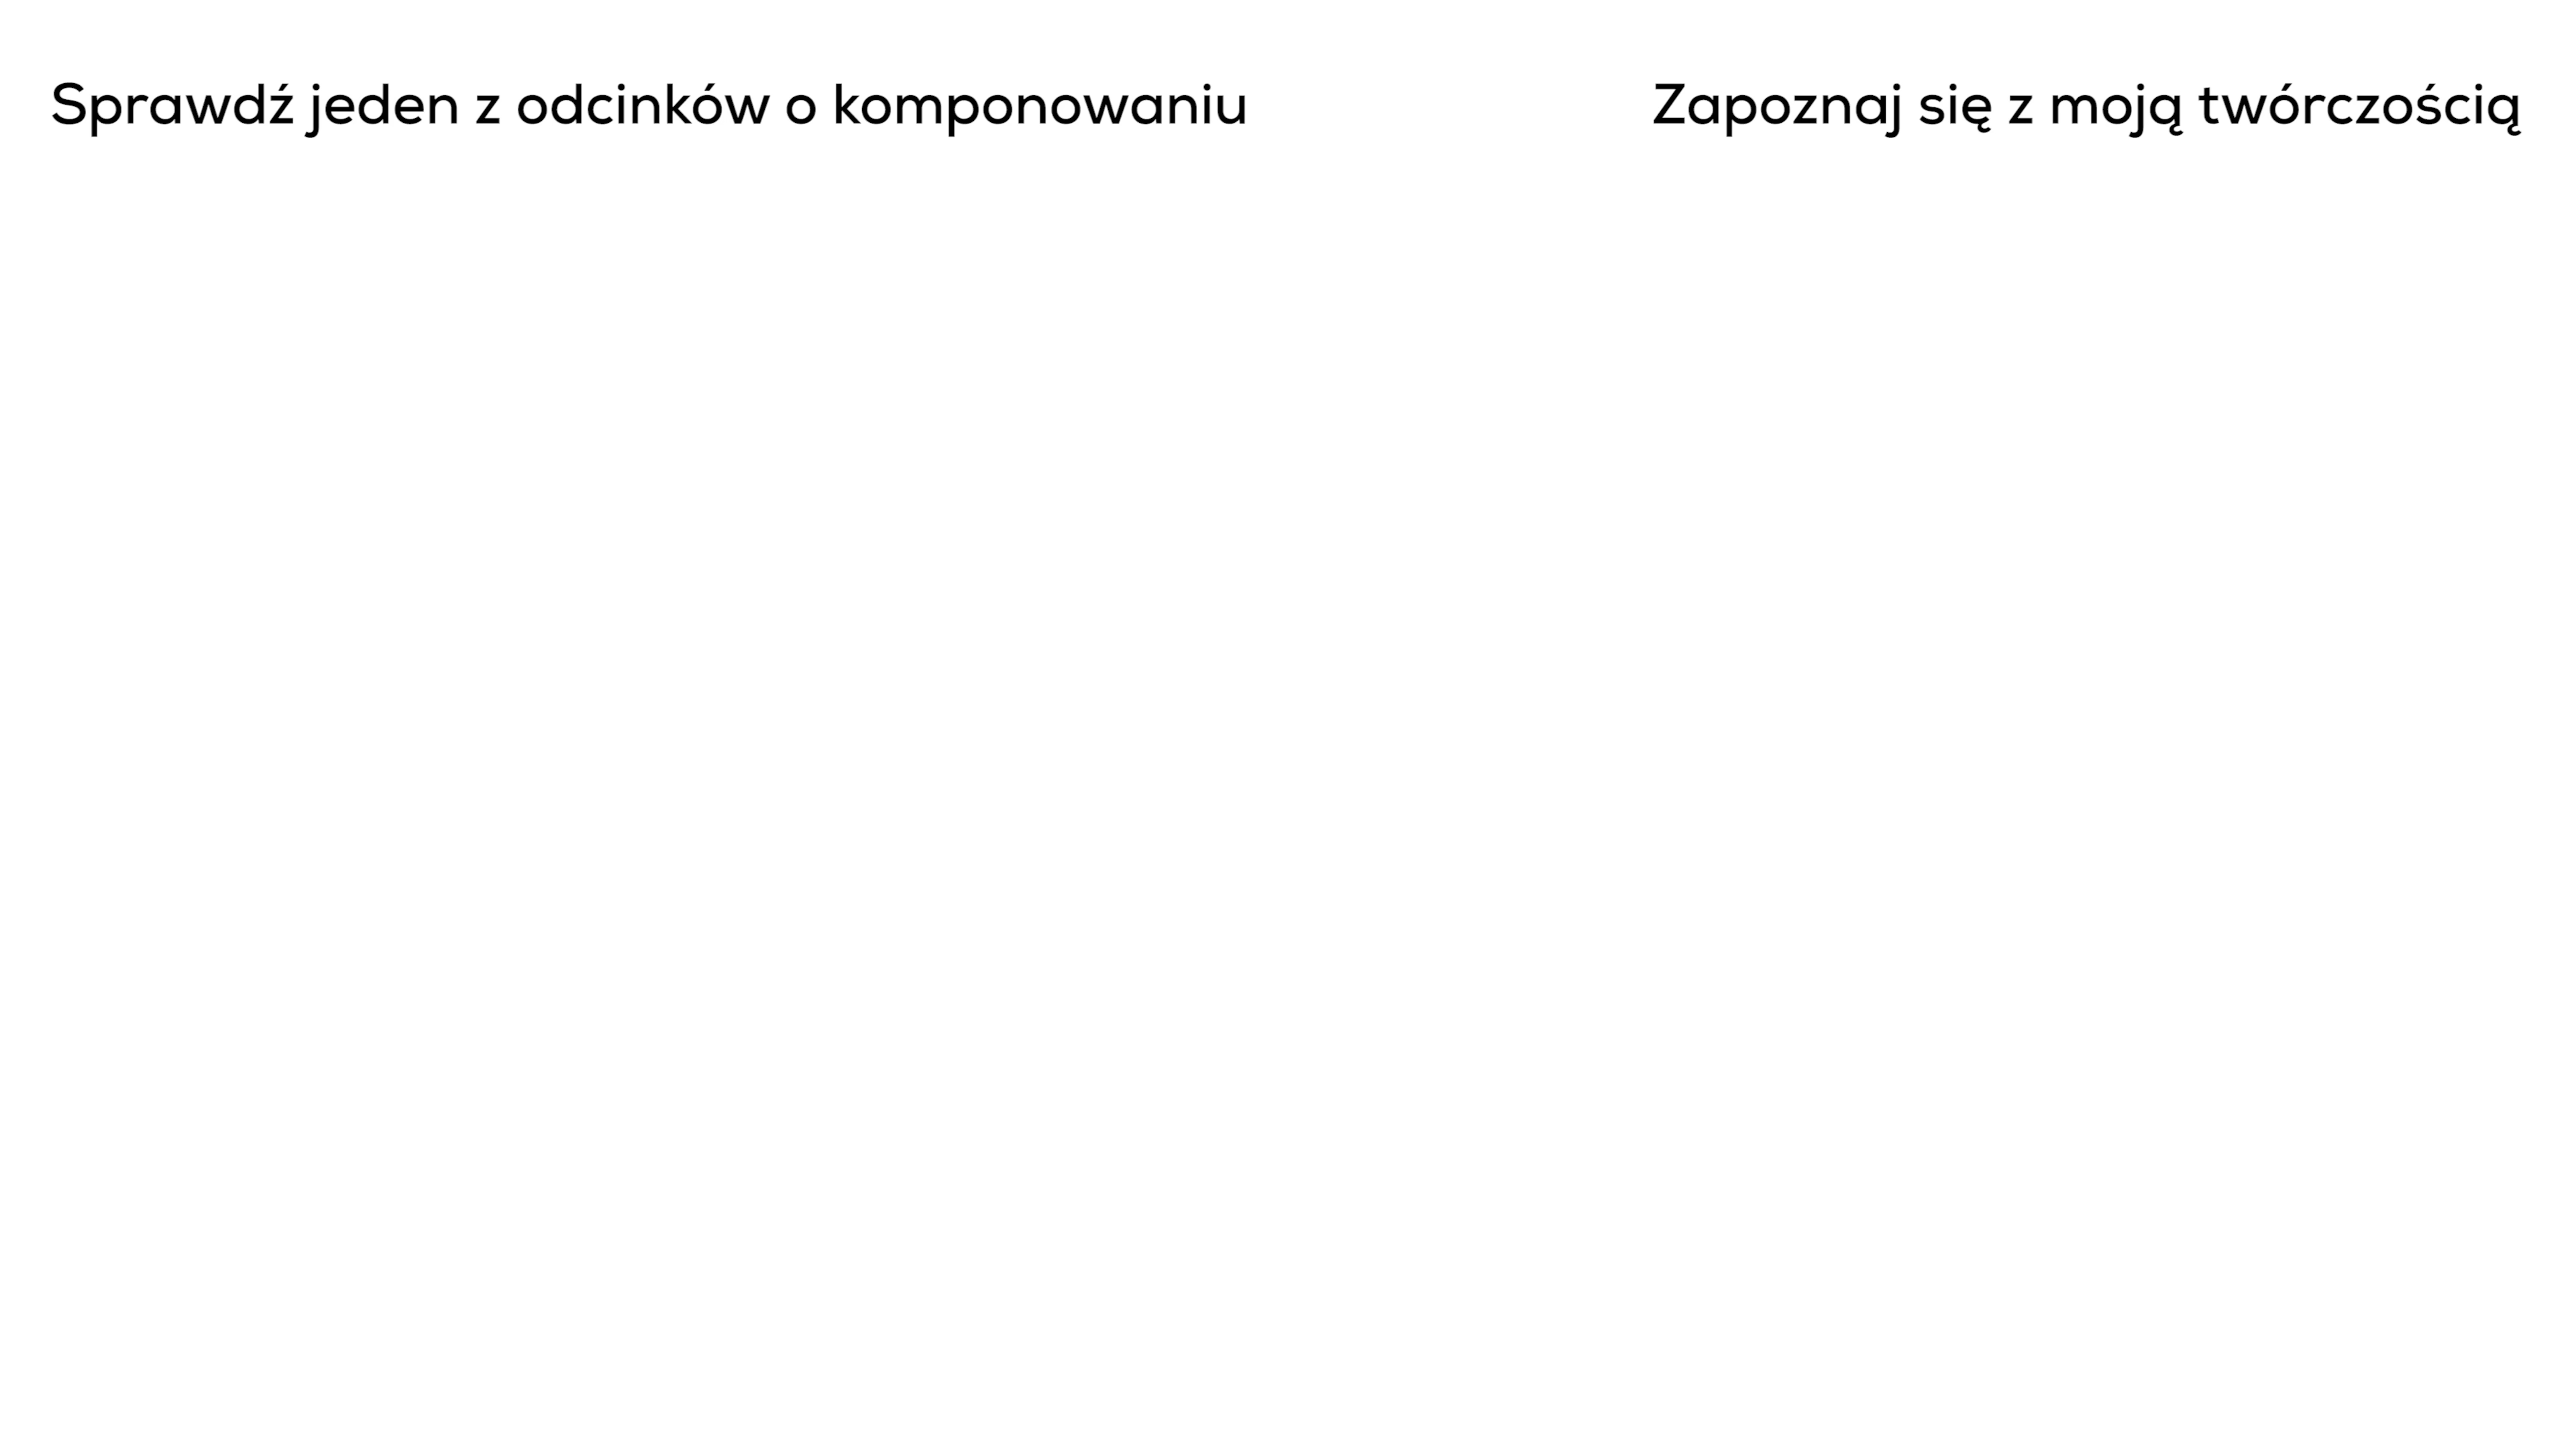 Sprawdź jeden z odcinków o komponowaniu
Zapoznaj się z moją twórczością